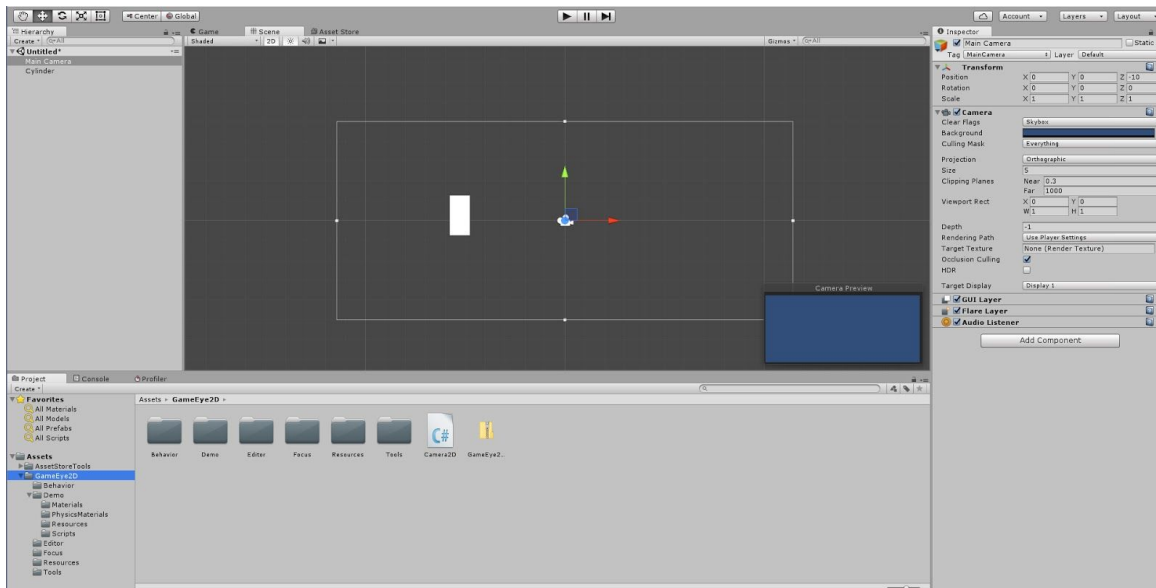 Center Global
Account Layers Layout
Hierarchy
Create All
Untitled*
Main Camera
Cylinder
Game Scene Asset Store
Shaded 2D Gizmos All
Camera Preview
Inspector
Main Camera Static
Tag MainCamera Layer Default
Transform
Position X 0 Y 0 Z -10
Rotation X 0 Y 0 Z 0
Scale X 1 Y 1 Z 1
Camera
Clear Flags Skybox
Background
Culling Mask Everything
Projection Orthographic
Size 5
Clipping Planes Near 0.3
Far 1000
Viewport Rect X 0 Y 0
W 1 H 1
Depth -1
Rendering Path Use Player Settings
Target Texture None (Render Texture)
Occlusion Culling
HDR
Target Display Display 1
GUI Layer
Flare Layer
Audio Listener
Add Component
Project Console Profiler
Create
Favorites
All Materials
All Models
All Prefabs
All Scripts
Assets
AssetStoreTools
GameEye2D
Behavior
Demo
Materials
PhysicsMaterials
Resources
Scripts
Editor
Focus
Resources
Tools
Assets GameEye2D
C#
Behavior Demo Editor Focus Resources Tools Camera2D GameEye2..